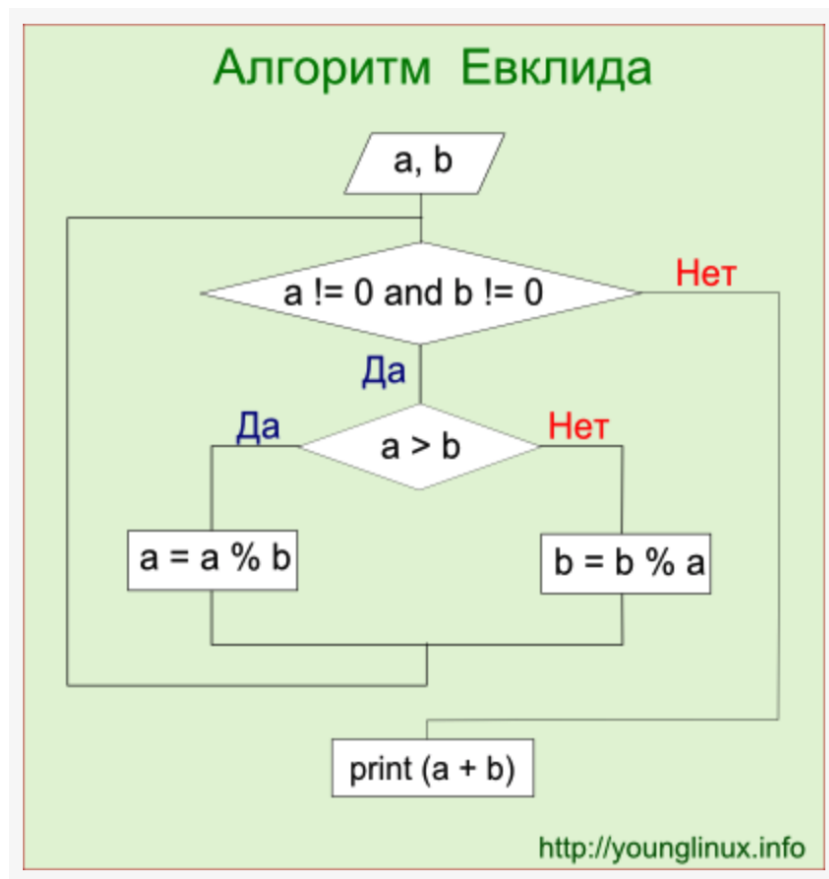 Алгоритм Евклида
a, b
a != 0 and b != 0
Нет
Да
Да
a > b
Нет
a = a % b
b = b % a
print (a + b)
http://younglinux.info